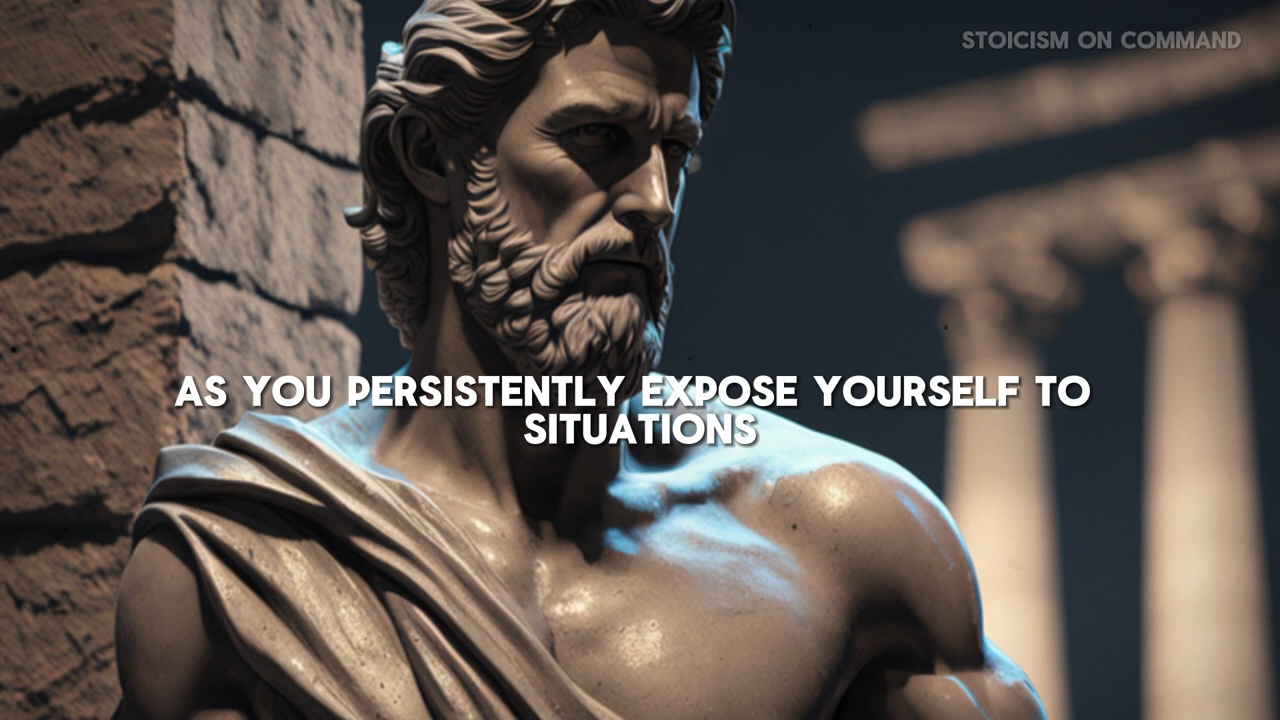 STOICISM ON COMMAND
AS YOU PERSISTENTLY EXPOSE YOURSELF TO
SITUATIONS